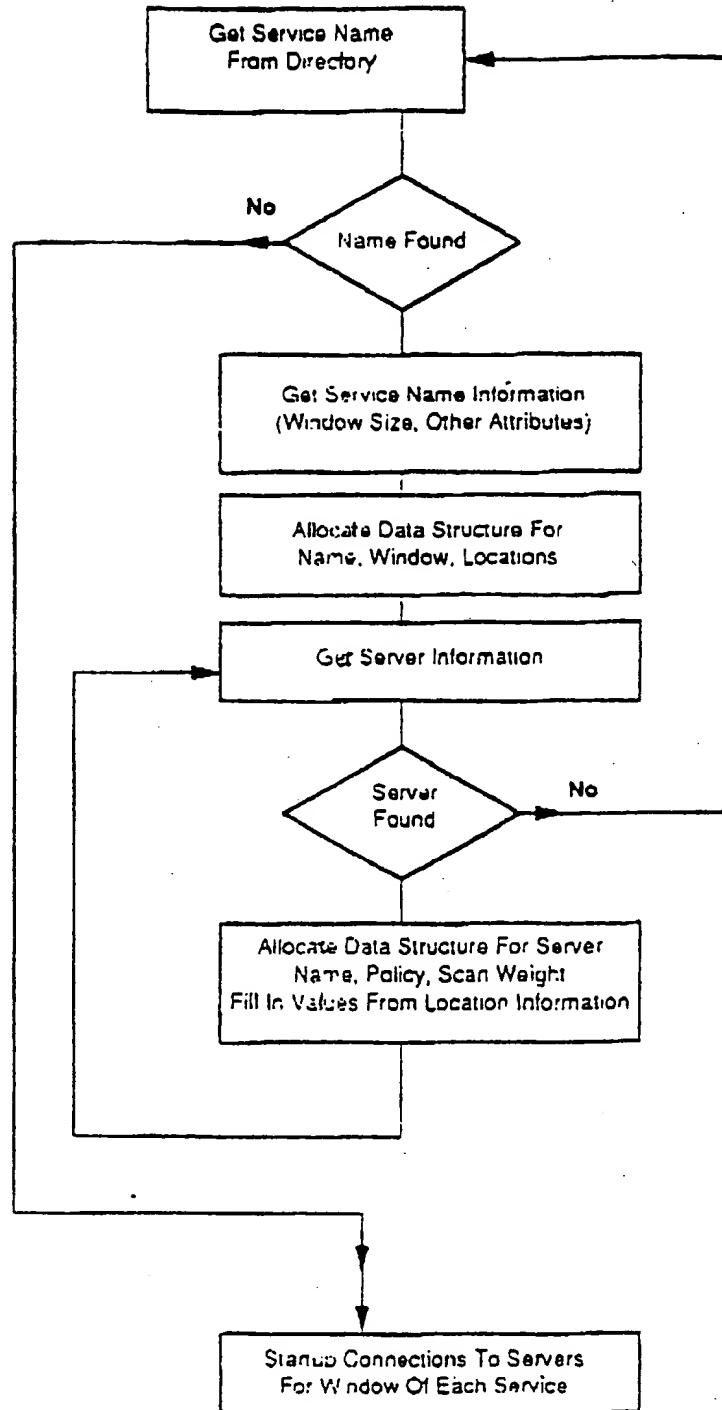 Get Service Name
From Directory
No
Name Found
Get Service Name Information
(Window Size, Other Attributes)
Allocate Data Structure For
Name, Window, Locations
Get Server Information
Server
Found
No
Allocate Data Structure For Server
Name, Policy, Scan Weight
Fill In Values From Location Information
Startup Connections To Servers
For Window Of Each Service